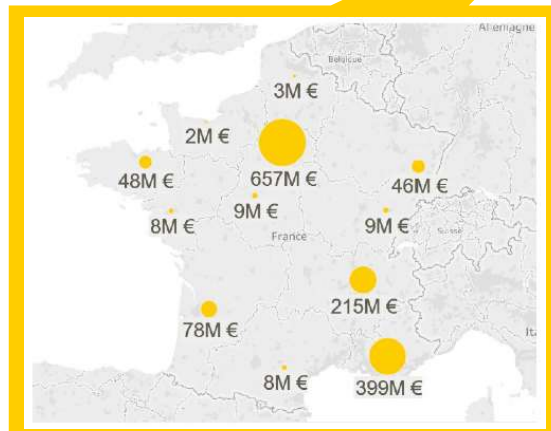 Allemagne
Belgique
3M €
2M €
657M €
48M €
46M €
9M €
9M €
8M €
Suisse
France
215M €
78M €
8M €
399M €